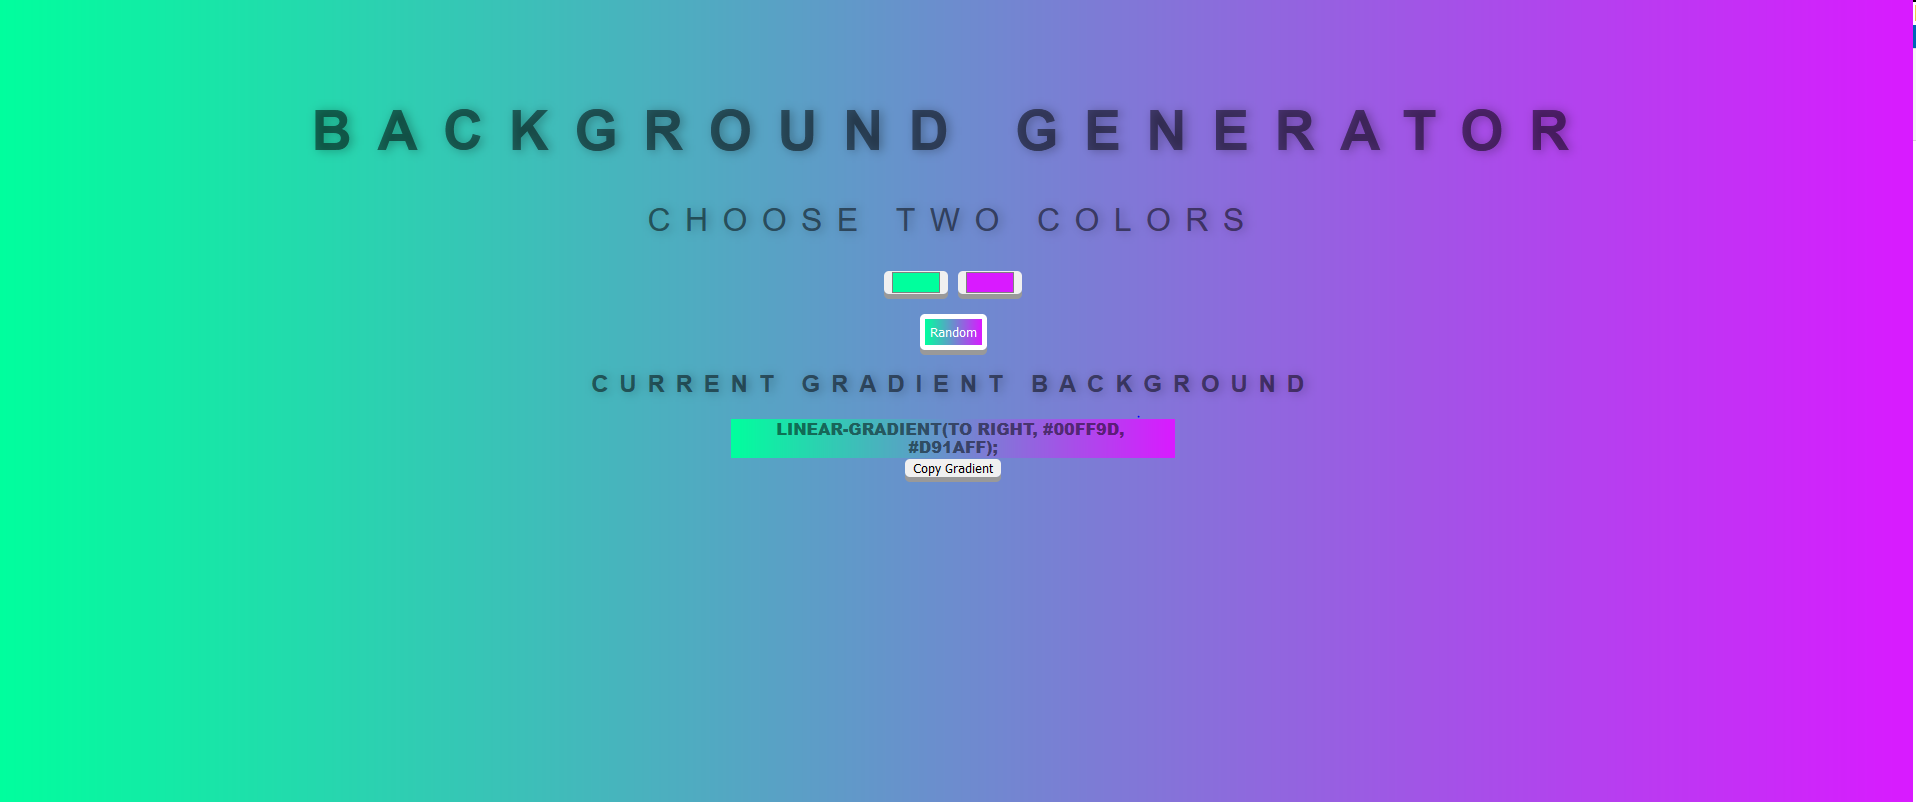 BACKGROUND GENERATOR
CHOOSE TWO COLORS
Random
CURRENT GRADIENT BACKGROUND
LINEAR-GRADIENT(TO RIGHT, #00FF9D,
#D91AFF);
Copy Gradient